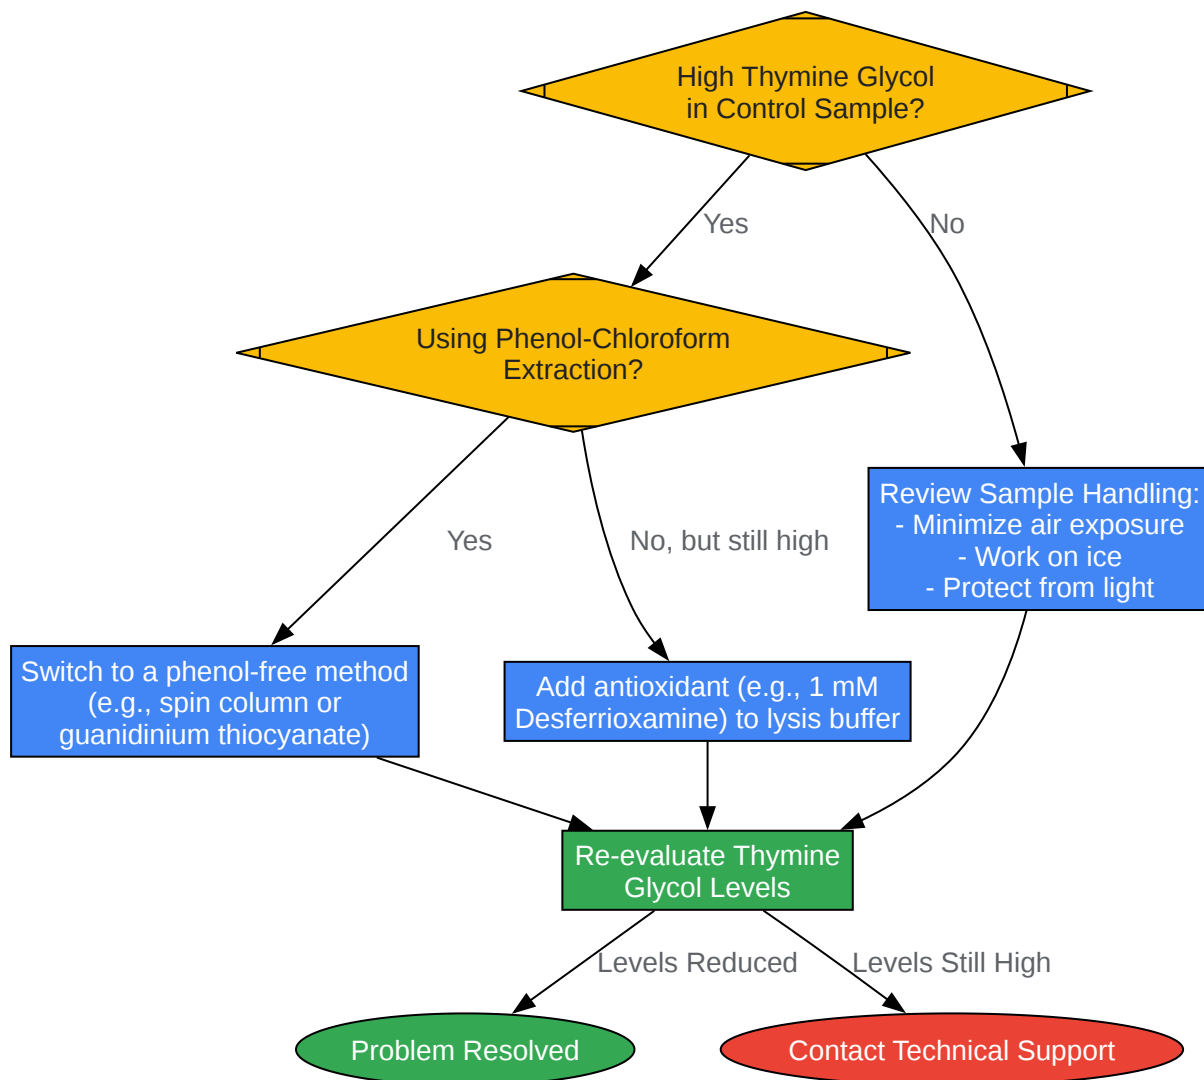 High Thymine Glycol
in Control Sample?
Yes
No
Using Phenol-Chloroform
Extraction?
Yes
No, but still high
Review Sample Handling:
- Minimize air exposure
- Work on ice
- Protect from light
Switch to a phenol-free method
(e.g., spin column or
guanidinium thiocyanate)
Add antioxidant (e.g., 1 mM
Desferrioxamine) to lysis buffer
Re-evaluate Thymine
Glycol Levels
Levels Reduced
Levels Still High
Problem Resolved
Contact Technical Support